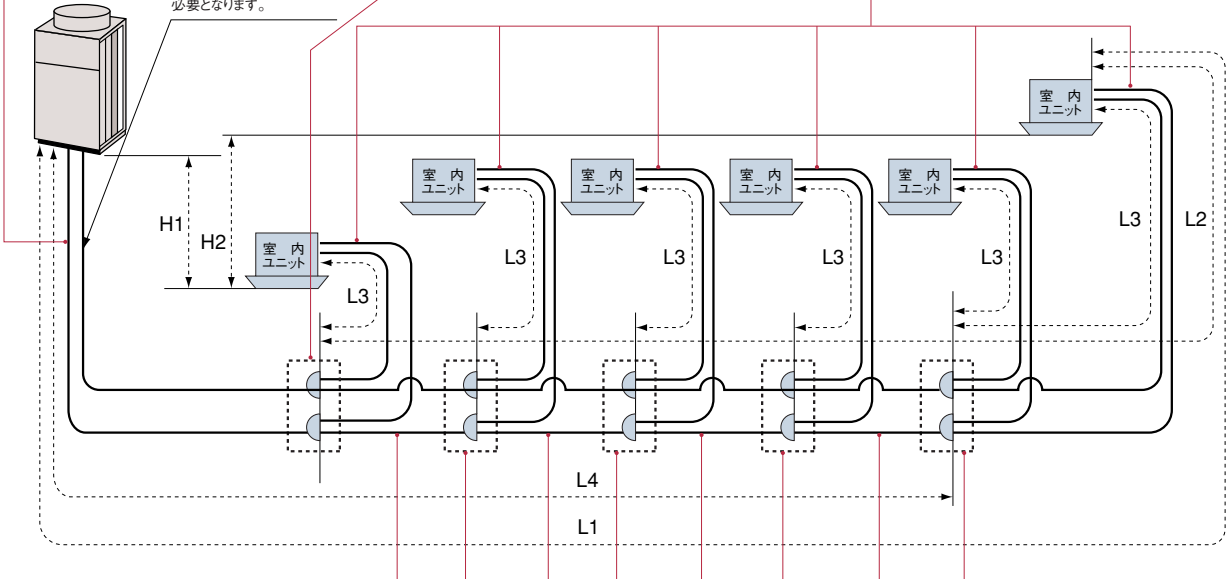 必要となります。
室 内
ユニット
室 内
ユニット
室 内
ユニット
室 内
ユニット
室 内
ユニット
室 内
ユニット
H1
H2
L3
L3
L3
L3
L3
L3
L2
L4
L1